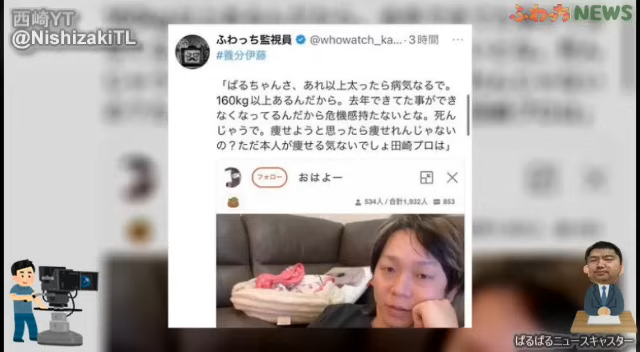 西崎YT
@NishizakiTL
ふわっちNEWS
ふわっち監視員 @whowatch_ka...・3時間
#養分伊藤
「ぱるちゃんさ、あれ以上太ったら病気なるで。
160kg以上あるんだから。去年できてた事ができ
なくなってるんだから危機感持たないとな。死ん
じゃうで。痩せようと思ったら痩せれんじゃない
の？ただ本人が痩せる気ないでしょ田崎プロは」
フォロー おはよー
534人 / 合計1,932人 853
ぱるぱるニュースキャスター